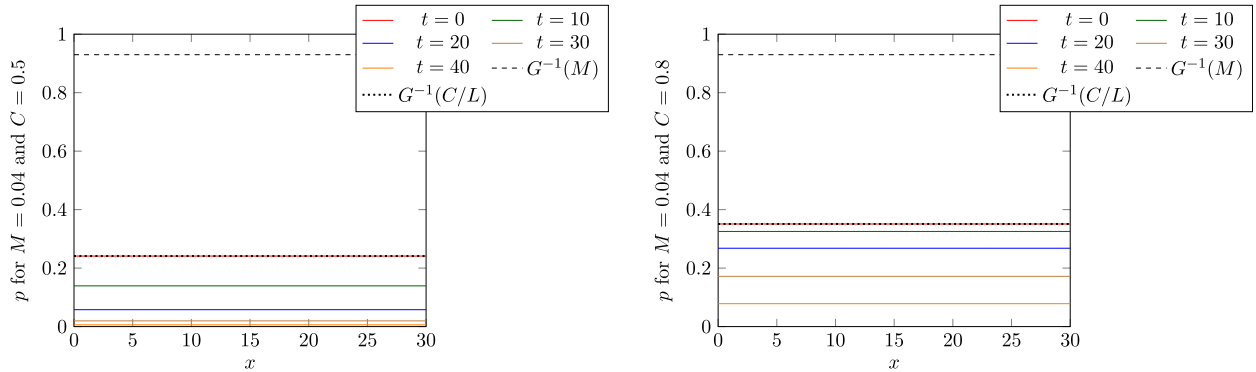 t = 0
t = 10
t = 20
t = 30
t = 40
G⁻¹(M)
G⁻¹(C/L)
1
0.8
0.6
0.4
0.2
0
0 5 10 15 20 25 30
x
p for M = 0.04 and C = 0.5
t = 0
t = 10
t = 20
t = 30
t = 40
G⁻¹(M)
G⁻¹(C/L)
1
0.8
0.6
0.4
0.2
0
0 5 10 15 20 25 30
x
p for M = 0.04 and C = 0.8